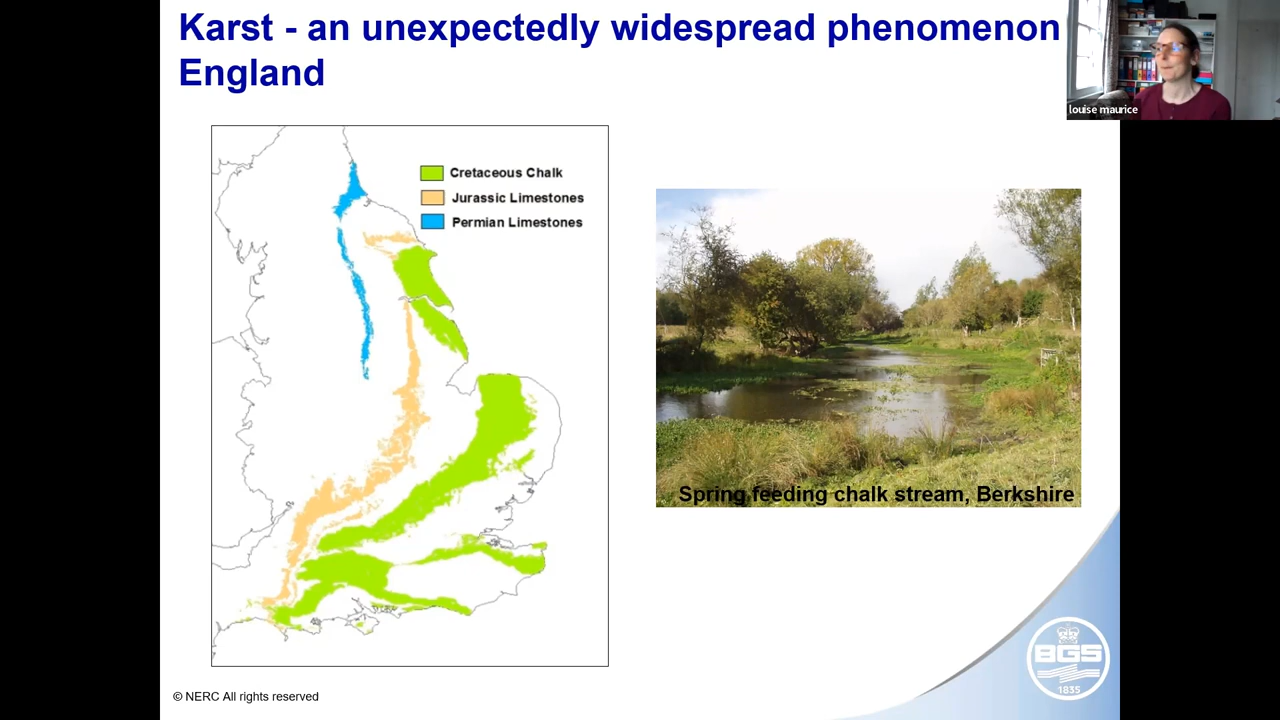 Karst - an unexpectedly widespread phenomenon
England
louise maurice
Cretaceous Chalk
Jurassic Limestones
Permian Limestones
Spring feeding chalk stream, Berkshire
BGS
1835
© NERC All rights reserved